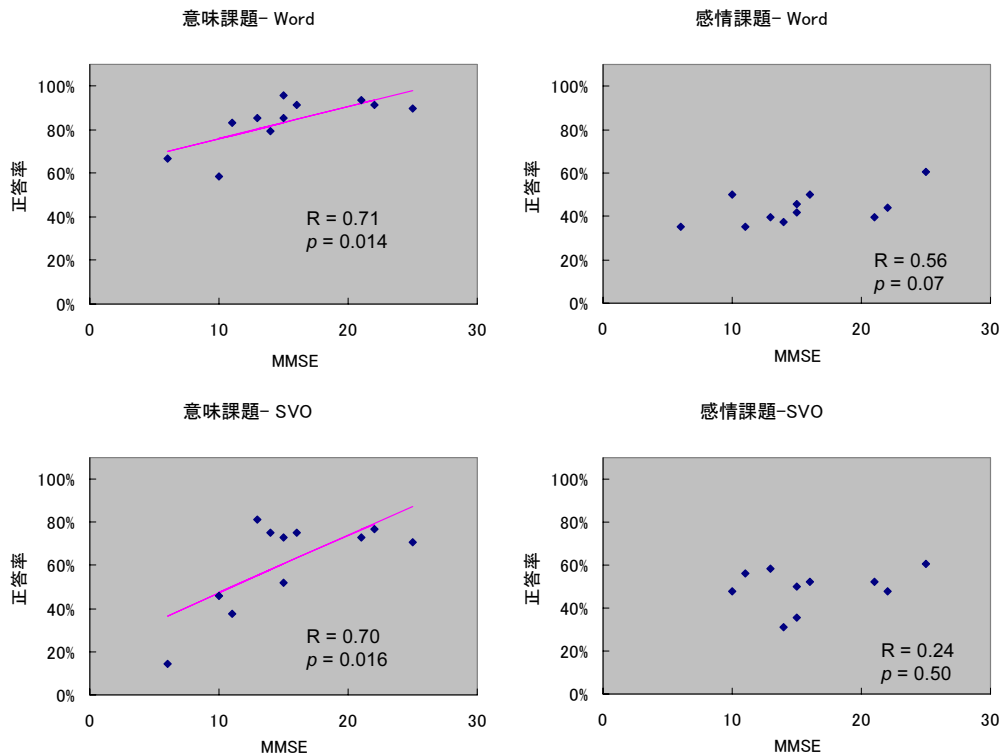 意味課題- Word
100%
80%
60%
40%
20%
0%
正答率
R = 0.71
p = 0.014
0 10 20 30
MMSE
感情課題- Word
100%
80%
60%
40%
20%
0%
正答率
R = 0.56
p = 0.07
0 10 20 30
MMSE
意味課題- SVO
100%
80%
60%
40%
20%
0%
正答率
R = 0.70
p = 0.016
0 10 20 30
MMSE
感情課題-SVO
100%
80%
60%
40%
20%
0%
正答率
R = 0.24
p = 0.50
0 10 20 30
MMSE